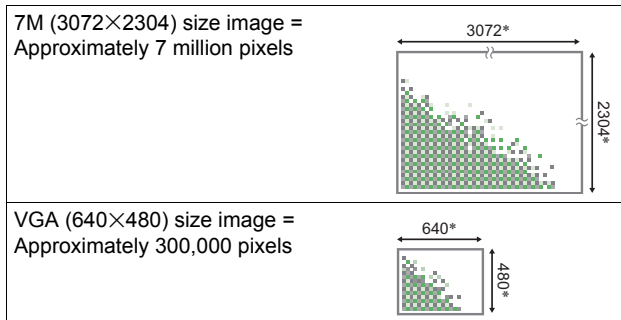 7M (3072×2304) size image =
Approximately 7 million pixels
3072*
2304*
VGA (640×480) size image =
Approximately 300,000 pixels
640*
480*